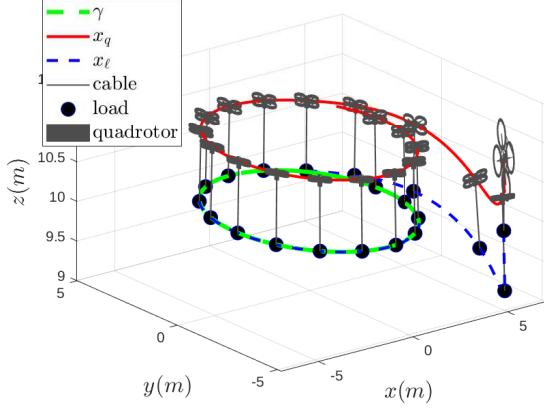 γ
x_q
x_ℓ
cable
load
quadrotor
10.5
10
9.5
9
5
0
-5
-5
0
5
z(m)
y(m)
x(m)